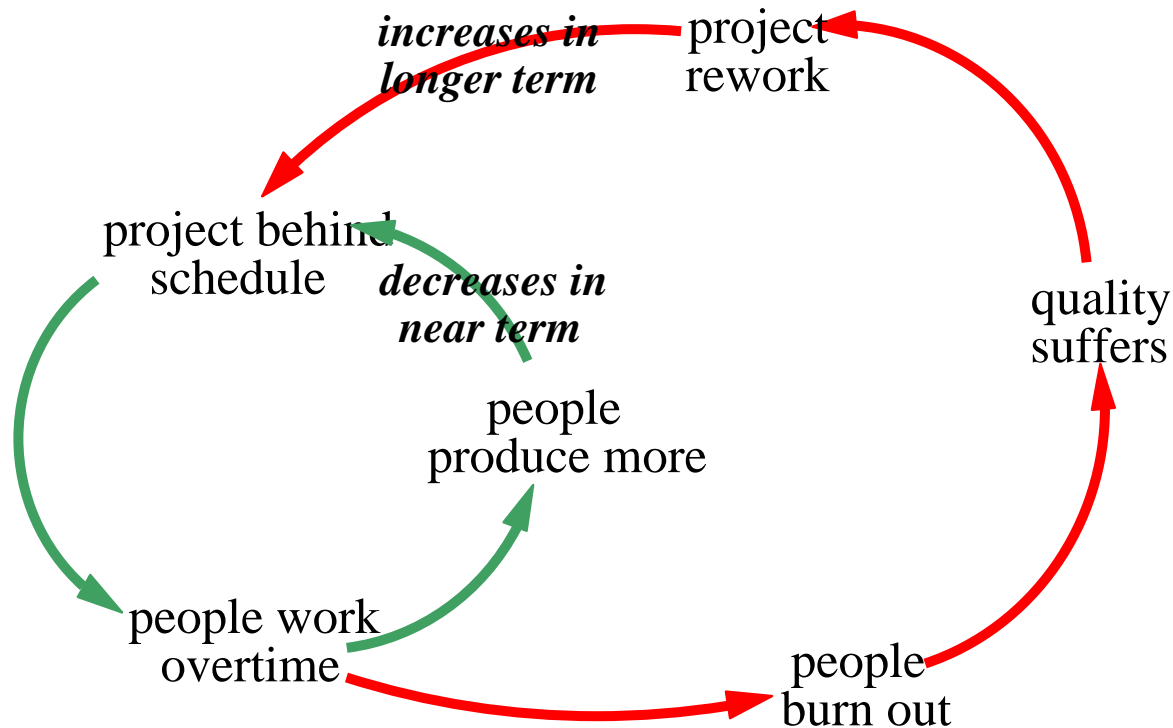 increases in
longer term
project
rework
project behind
schedule
decreases in
near term
quality
suffers
people
produce more
people work
overtime
people
burn out